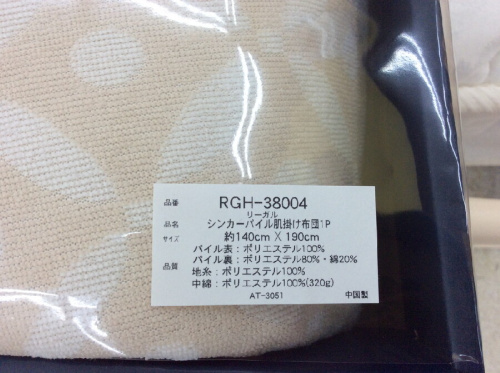 品番 RGH-38004
リーガル
品名 シンカーパイル肌掛け布団1P
サイズ 約140cm X 190cm
パイル表：ポリエステル100%
品質 パイル裏：ポリエステル80%・綿20%
地糸：ポリエステル100%
中綿：ポリエステル100%(320g)
AT-3051 中国製